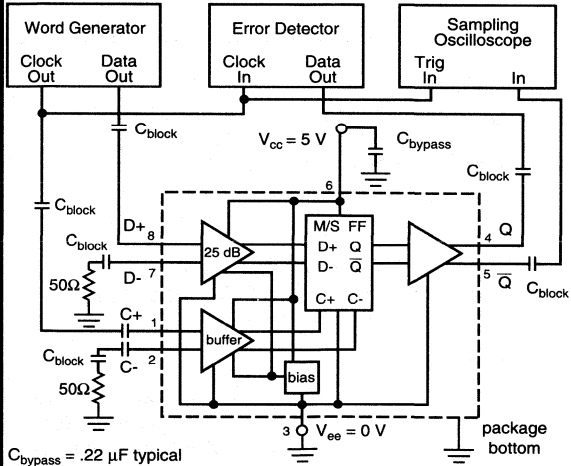 Word Generator
Clock Out
Data Out
Error Detector
Clock In
Data Out
Sampling Oscilloscope
Trig In
In
Cblock
Vcc = 5 V
Cbypass
Cblock
Cblock
6
D+
8
M/S FF
D+ Q
D- Q̅
C+ C-
25 dB
4
Q
Cblock
D-
7
5
Q̅
Cblock
50Ω
C+
1
buffer
Cblock
C-
2
bias
50Ω
3
Vee = 0 V
package bottom
Cbypass = .22 µF typical